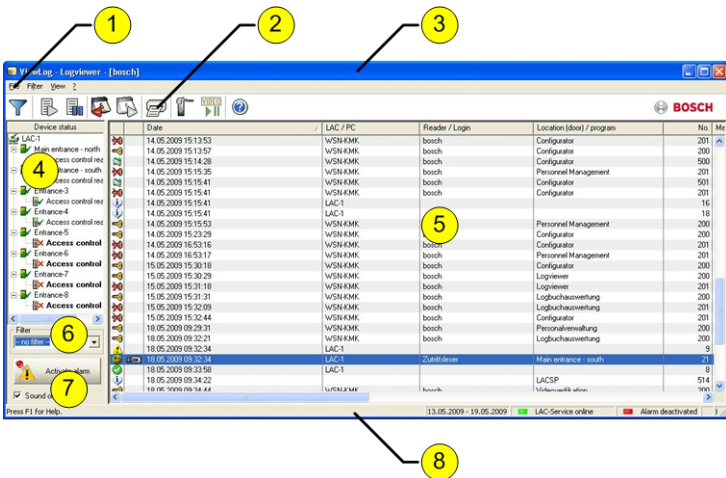 1 2 3
ViewLog - Logviewer - [bosch]
File Filter View ?
VIDEO BOSCH
Device status Date LAC / PC Reader / Login Location (door) / program No. Me
LAC-1
Main entrance - north
Access control rea
entrance - south
control rea
Entrance-3
Access control rea
Entrance-4
Access control rea
Entrance-5
Access control
Entrance-6
Access control
Entrance-7
Access control
Entrance-8
Access control
4
14.05.2009 15:13:53 WSN-KMK bosch Configurator 201
14.05.2009 15:13:57 WSN-KMK bosch Configurator 200
14.05.2009 15:14:28 WSN-KMK bosch Configurator 500
14.05.2009 15:15:35 WSN-KMK bosch Personnel Management 201
14.05.2009 15:15:41 WSN-KMK bosch Configurator 501
14.05.2009 15:15:41 WSN-KMK bosch Configurator 201
14.05.2009 15:15:41 LAC-1 16
14.05.2009 15:15:41 LAC-1 18
14.05.2009 15:15:53 WSN-KMK Personnel Management 200
14.05.2009 15:23:29 WSN-KMK Configurator 200
14.05.2009 16:53:16 WSN-KMK bosch Configurator 201
14.05.2009 16:53:17 WSN-KMK bosch Personnel Management 201
15.05.2009 15:30:18 WSN-KMK bosch Configurator 200
15.05.2009 15:30:29 WSN-KMK bosch Logviewer 200
15.05.2009 15:31:18 WSN-KMK bosch Logviewer 201
15.05.2009 15:31:31 WSN-KMK bosch Logbuchauswertung 200
15.05.2009 15:32:09 WSN-KMK bosch Logbuchauswertung 201
15.05.2009 15:32:44 WSN-KMK bosch Configurator 201
18.05.2009 09:29:31 WSN-KMK bosch Personalverwaltung 200
18.05.2009 09:32:21 WSN-KMK bosch Logbuchauswertung 200
18.05.2009 09:32:34 LAC-1 9
18.05.2009 09:32:34 LAC-1 Zutrittsleser Main entrance - south 21
18.05.2009 09:33:58 LAC-1 8
18.05.2009 09:34:22 LACSP 514
18.05.2009 09:34:44 WSN-KMK bosch Videoverifikation 200
5
Filter
-- no filter -- 6
Activate alarm
Sound 7
Press F1 for Help. 13.05.2009 - 19.05.2009 LAC-Service online Alarm deactivated
8